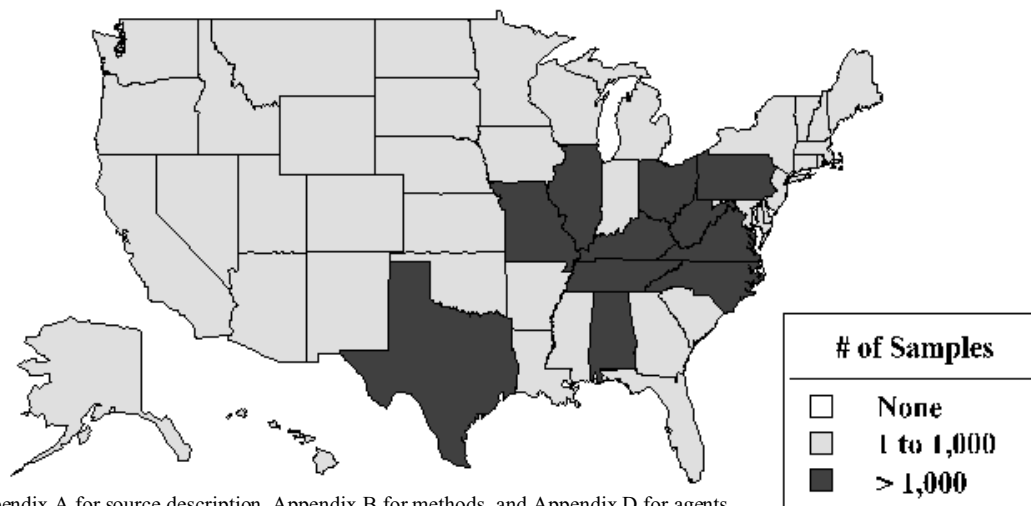 # of Samples
None
1 to 1,000
> 1,000
Appendix A for source description, Appendix B for methods, and Appendix D for agents